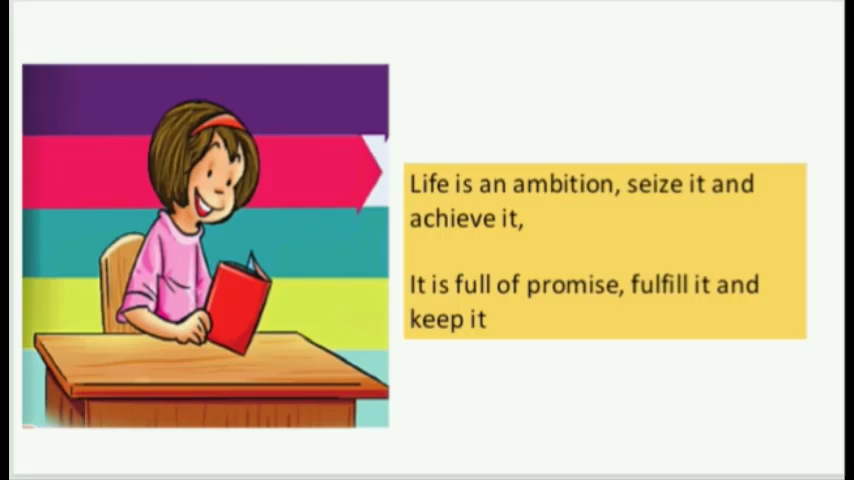 Life is an ambition, seize it and
achieve it,
It is full of promise, fulfill it and
keep it